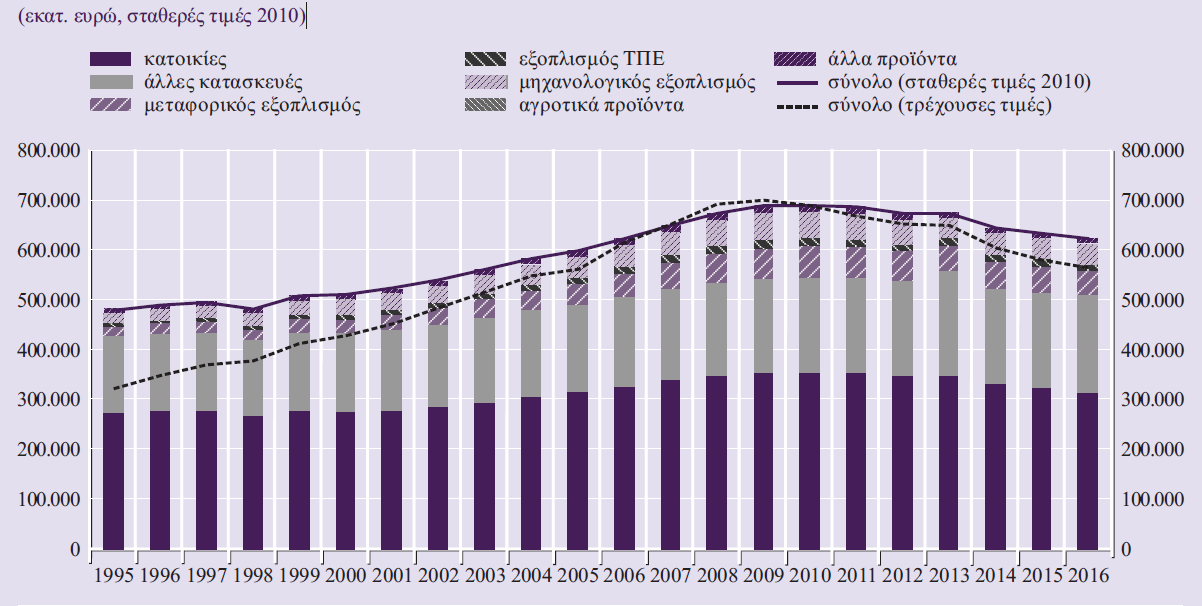 (εκατ. ευρώ, σταθερές τιμές 2010)
κατοικίες
εξοπλισμός ΤΠΕ
άλλα προϊόντα
άλλες κατασκευές
μηχανολογικός εξοπλισμός
σύνολο (σταθερές τιμές 2010)
μεταφορικός εξοπλισμός
αγροτικά προϊόντα
σύνολο (τρέχουσες τιμές)
800.000 800.000
700.000 700.000
600.000 600.000
500.000 500.000
400.000 400.000
300.000 300.000
200.000 200.000
100.000 100.000
0 0
1995 1996 1997 1998 1999 2000 2001 2002 2003 2004 2005 2006 2007 2008 2009 2010 2011 2012 2013 2014 2015 2016